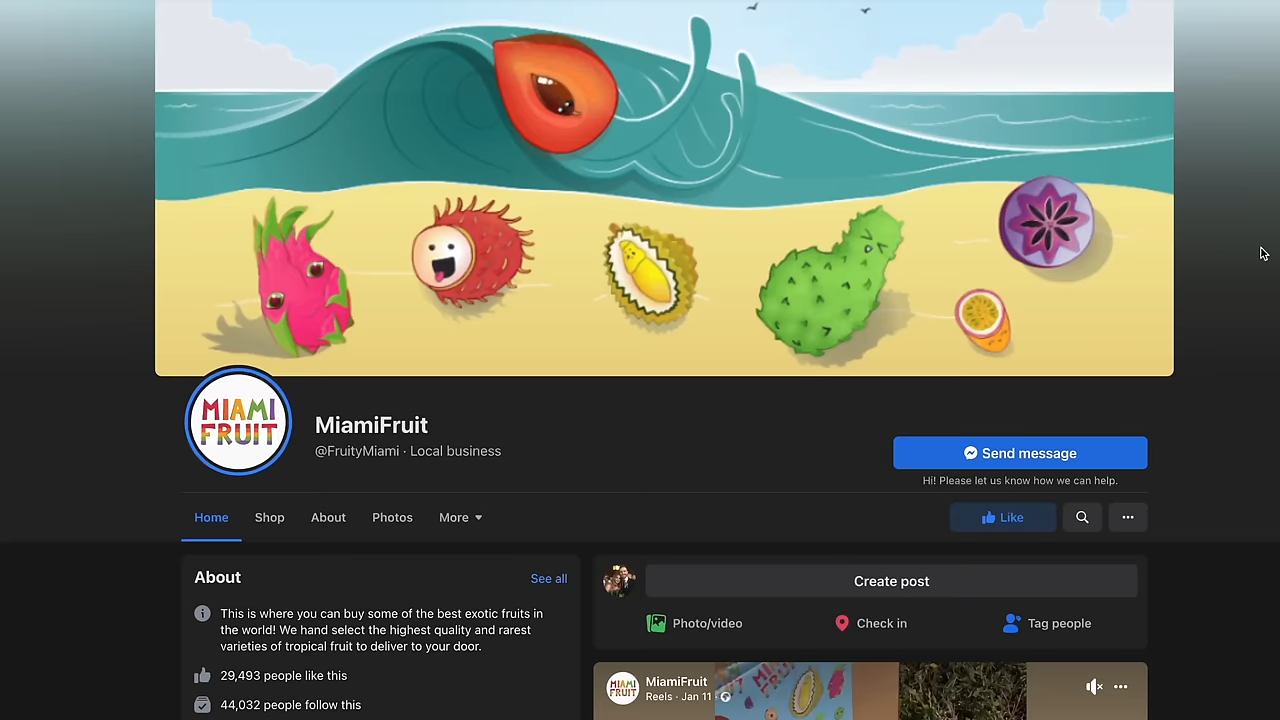 MIAMI
FRUIT
MiamiFruit
@FruityMiami · Local business
Send message
Hi! Please let us know how we can help.
Home
Shop
About
Photos
More
Like
About
See all
This is where you can buy some of the best exotic fruits in
the world! We hand select the highest quality and rarest
varieties of tropical fruit to deliver to your door.
29,493 people like this
44,032 people follow this
Create post
Photo/video
Check in
Tag people
MIAMI
FRUIT
MiamiFruit
Reels · Jan 11 ·